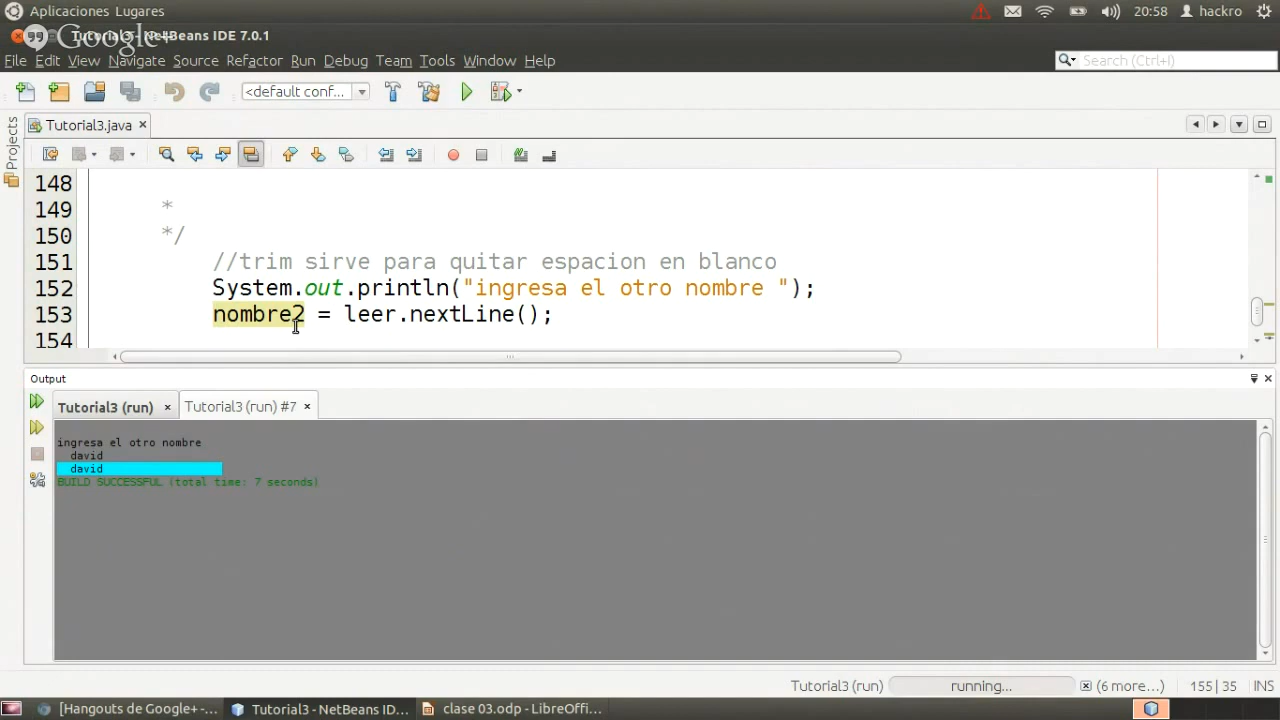 Aplicaciones Lugares
20:58 hackro
Google+
Tutorial3 - NetBeans IDE 7.0.1
File Edit View Navigate Source Refactor Run Debug Team Tools Window Help
Search (Ctrl+I)
<default conf...
Projects
Tutorial3.java
148
149 *
150 */
151 //trim sirve para quitar espacion en blanco
152 System.out.println("ingresa el otro nombre ");
153 nombre2 = leer.nextLine();
154
Output
Tutorial3 (run) Tutorial3 (run) #7
ingresa el otro nombre
david
david
BUILD SUCCESSFUL (total time: 7 seconds)
Tutorial3 (run) running... (6 more...) 155|35 INS
[Hangouts de Google+-... Tutorial3 - NetBeans ID... clase 03.odp - LibreOffi...